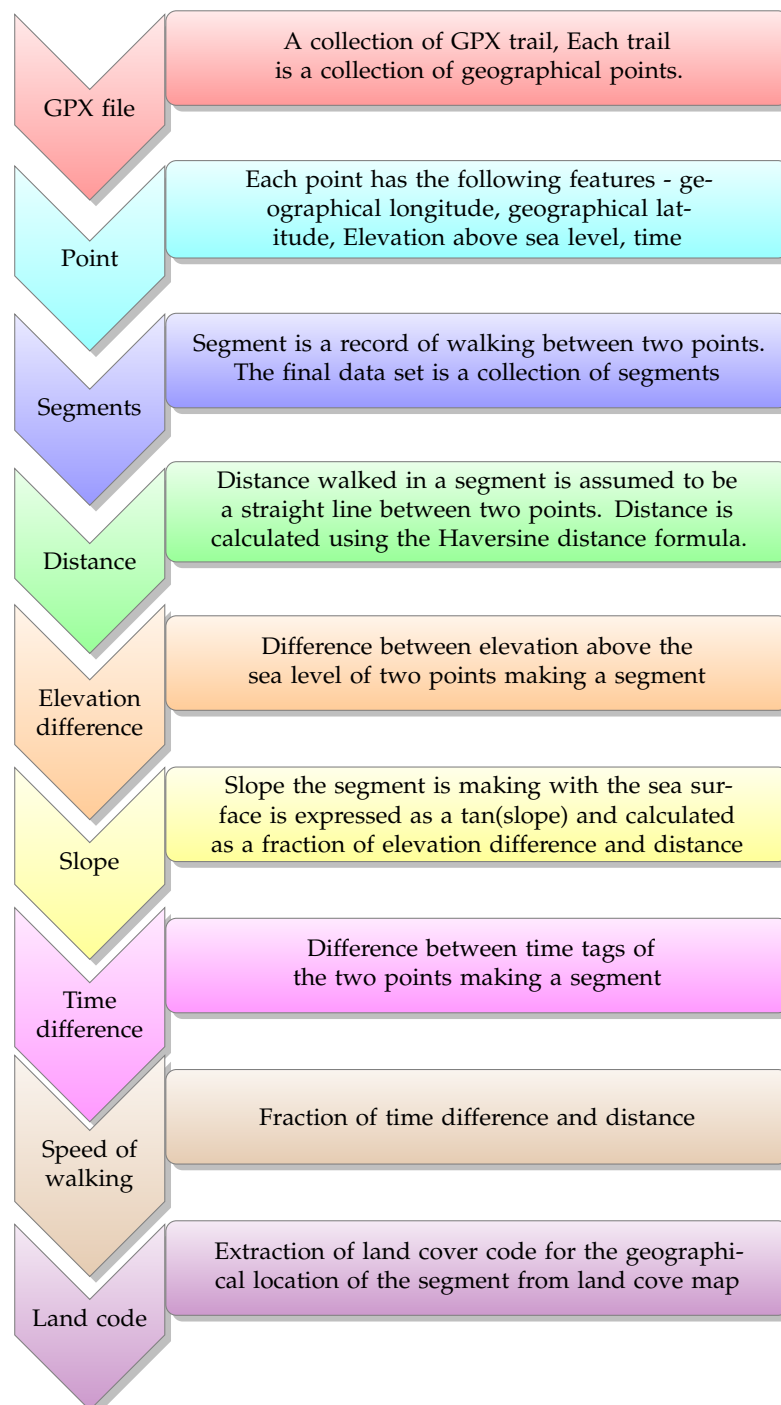 GPX file
A collection of GPX trail, Each trail
is a collection of geographical points.
Point
Each point has the following features - ge-
ographical longitude, geographical lat-
itude, Elevation above sea level, time
Segments
Segment is a record of walking between two points.
The final data set is a collection of segments
Distance
Distance walked in a segment is assumed to be
a straight line between two points. Distance is
calculated using the Haversine distance formula.
Elevation
difference
Difference between elevation above the
sea level of two points making a segment
Slope
Slope the segment is making with the sea sur-
face is expressed as a tan(slope) and calculated
as a fraction of elevation difference and distance
Time
difference
Difference between time tags of
the two points making a segment
Speed of
walking
Fraction of time difference and distance
Land code
Extraction of land cover code for the geographi-
cal location of the segment from land cove map